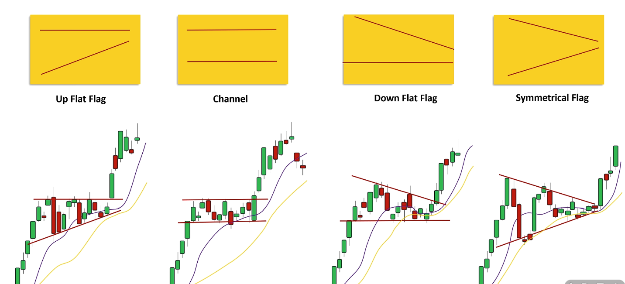 Up Flat Flag
Channel
Down Flat Flag
Symmetrical Flag